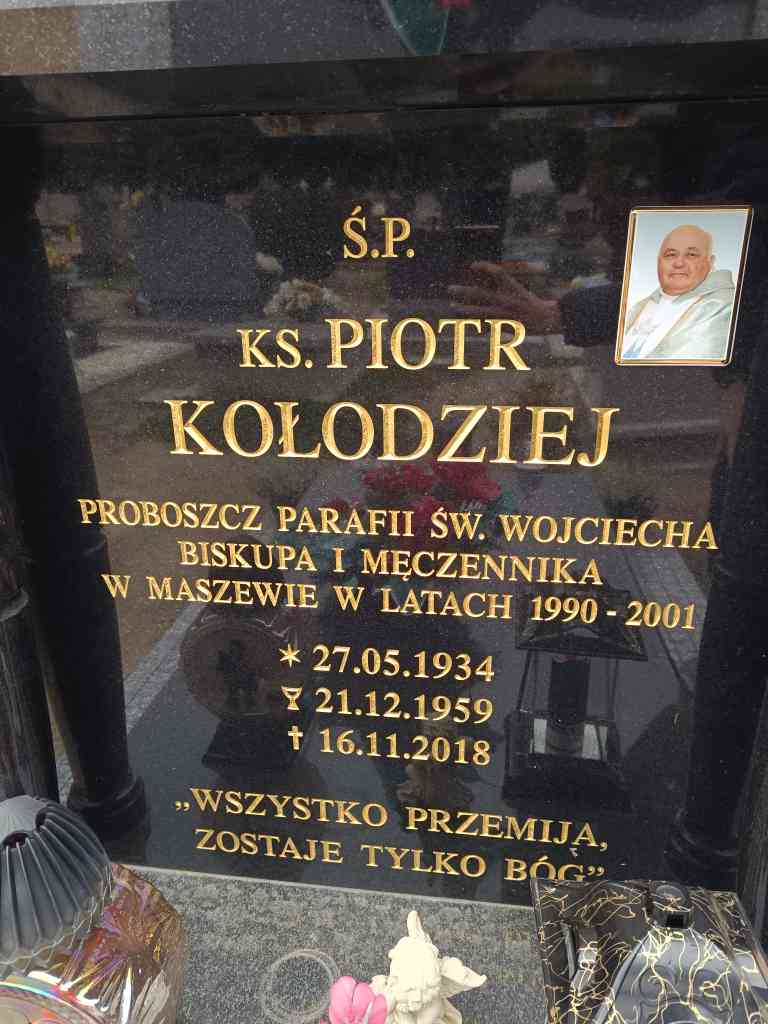 Ś.P.
KS. PIOTR
KOŁODZIEJ
PROBOSZCZ PARAFII ŚW. WOJCIECHA
BISKUPA I MĘCZENNIKA
W MASZEWIE W LATACH 1990 - 2001
27.05.1934
21.12.1959
16.11.2018
„WSZYSTKO PRZEMIJA,
ZOSTAJE TYLKO BÓG”